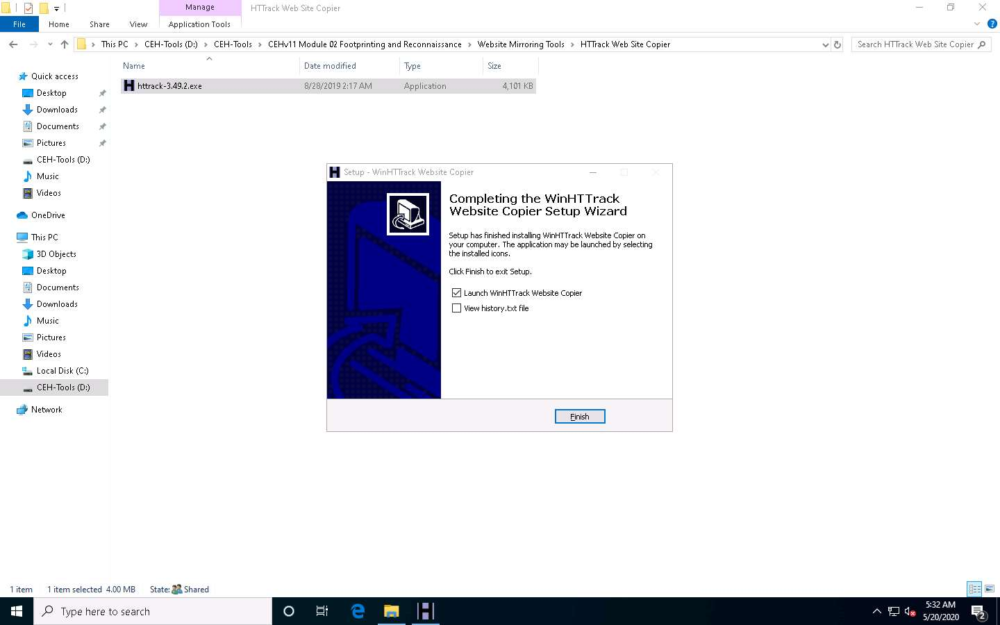 Manage
HTTrack Web Site Copier
File
Home
Share
View
Application Tools
This PC
CEH-Tools (D:)
CEH-Tools
CEHv11 Module 02 Footprinting and Reconnaissance
Website Mirroring Tools
HTTrack Web Site Copier
Search HTTrack Web Site Copier
Name
Date modified
Type
Size
httrack-3.49.2.exe
8/28/2019 2:17 AM
Application
4,101 KB
Quick access
Desktop
Downloads
Documents
Pictures
CEH-Tools (D:)
Music
Videos
OneDrive
This PC
3D Objects
Desktop
Documents
Downloads
Music
Pictures
Videos
Local Disk (C:)
CEH-Tools (D:)
Network
Setup - WinHTTrack Website Copier
Completing the WinHTTrack
Website Copier Setup Wizard
Setup has finished installing WinHTTrack Website Copier on
your computer. The application may be launched by selecting
the installed icons.
Click Finish to exit Setup.
Launch WinHTTrack Website Copier
View history.txt file
Finish
1 item
1 item selected 4.00 MB
State: Shared
Type here to search
5:32 AM
5/20/2020
2